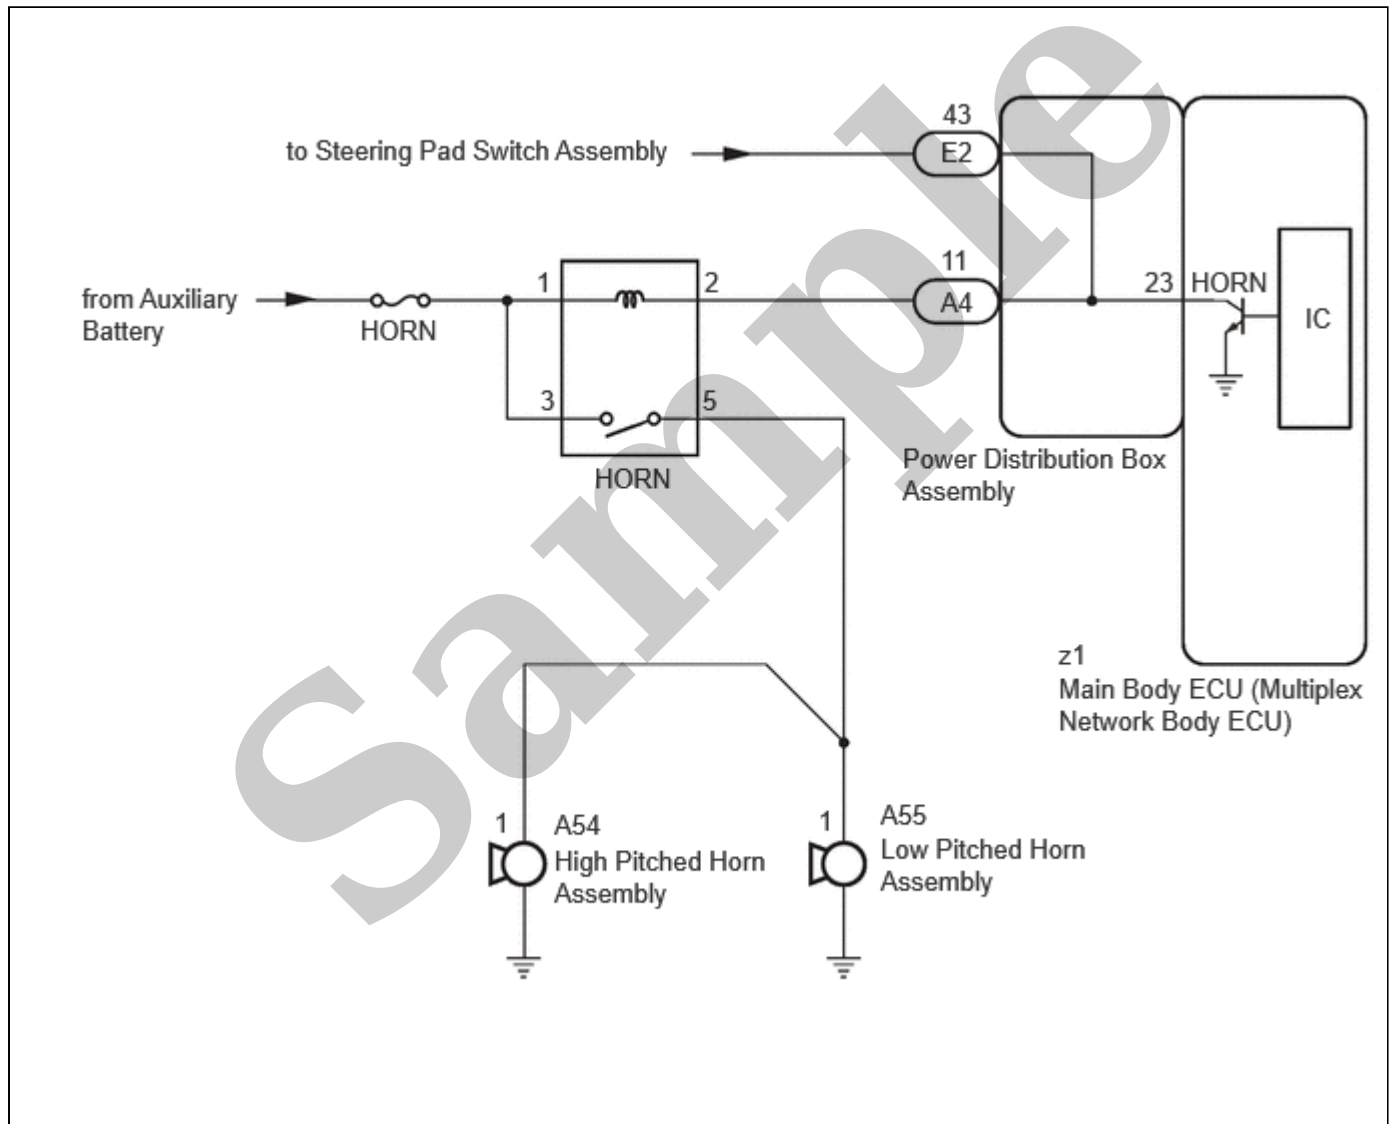 43
to Steering Pad Switch Assembly
E2
11
1
2
23 HORN
from Auxiliary
Battery
HORN
A4
IC
3
5
HORN
Power Distribution Box
Assembly
z1
Main Body ECU (Multiplex
Network Body ECU)
1
A54
High Pitched Horn
Assembly
1
A55
Low Pitched Horn
Assembly
Sample